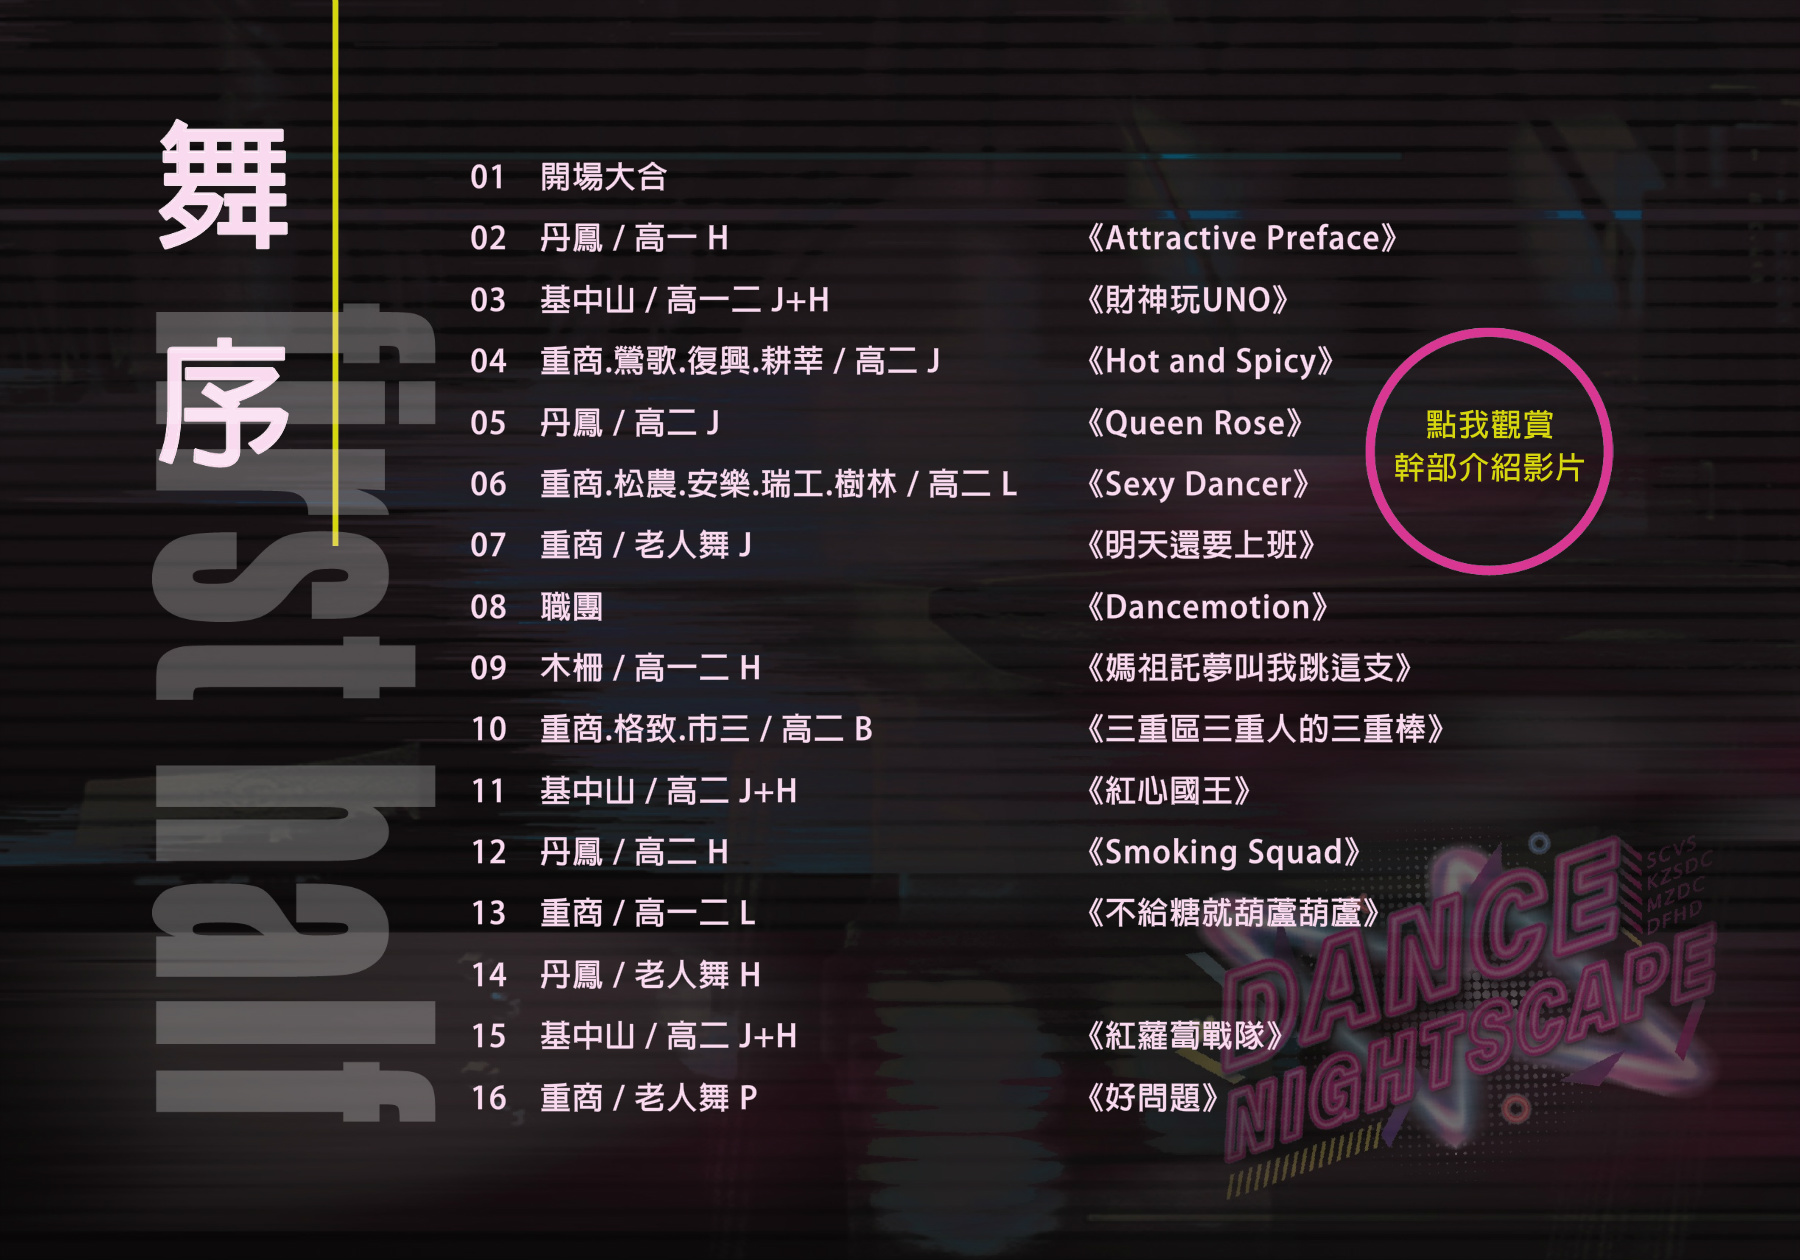 舞序
first half
01 開場大合
02 丹鳳 / 高一 H 《Attractive Preface》
03 基中山 / 高一二 J+H 《財神玩UNO》
04 重商.鶯歌.復興.耕莘 / 高二 J 《Hot and Spicy》
05 丹鳳 / 高二 J 《Queen Rose》
06 重商.松農.安樂.瑞工.樹林 / 高二 L 《Sexy Dancer》
07 重商 / 老人舞 J 《明天還要上班》
08 職團 《Dancemotion》
09 木柵 / 高一二 H 《媽祖託夢叫我跳這支》
10 重商.格致.市三 / 高二 B 《三重區三重人的三重棒》
11 基中山 / 高二 J+H 《紅心國王》
12 丹鳳 / 高二 H 《Smoking Squad》
13 重商 / 高一二 L 《不給糖就葫蘆葫蘆》
14 丹鳳 / 老人舞 H
15 基中山 / 高二 J+H 《紅蘿蔔戰隊》
16 重商 / 老人舞 P 《好問題》
點我觀賞
幹部介紹影片
DANCE
NIGHTSCAPE
SCVS
KZSDC
MZDC
DFHD